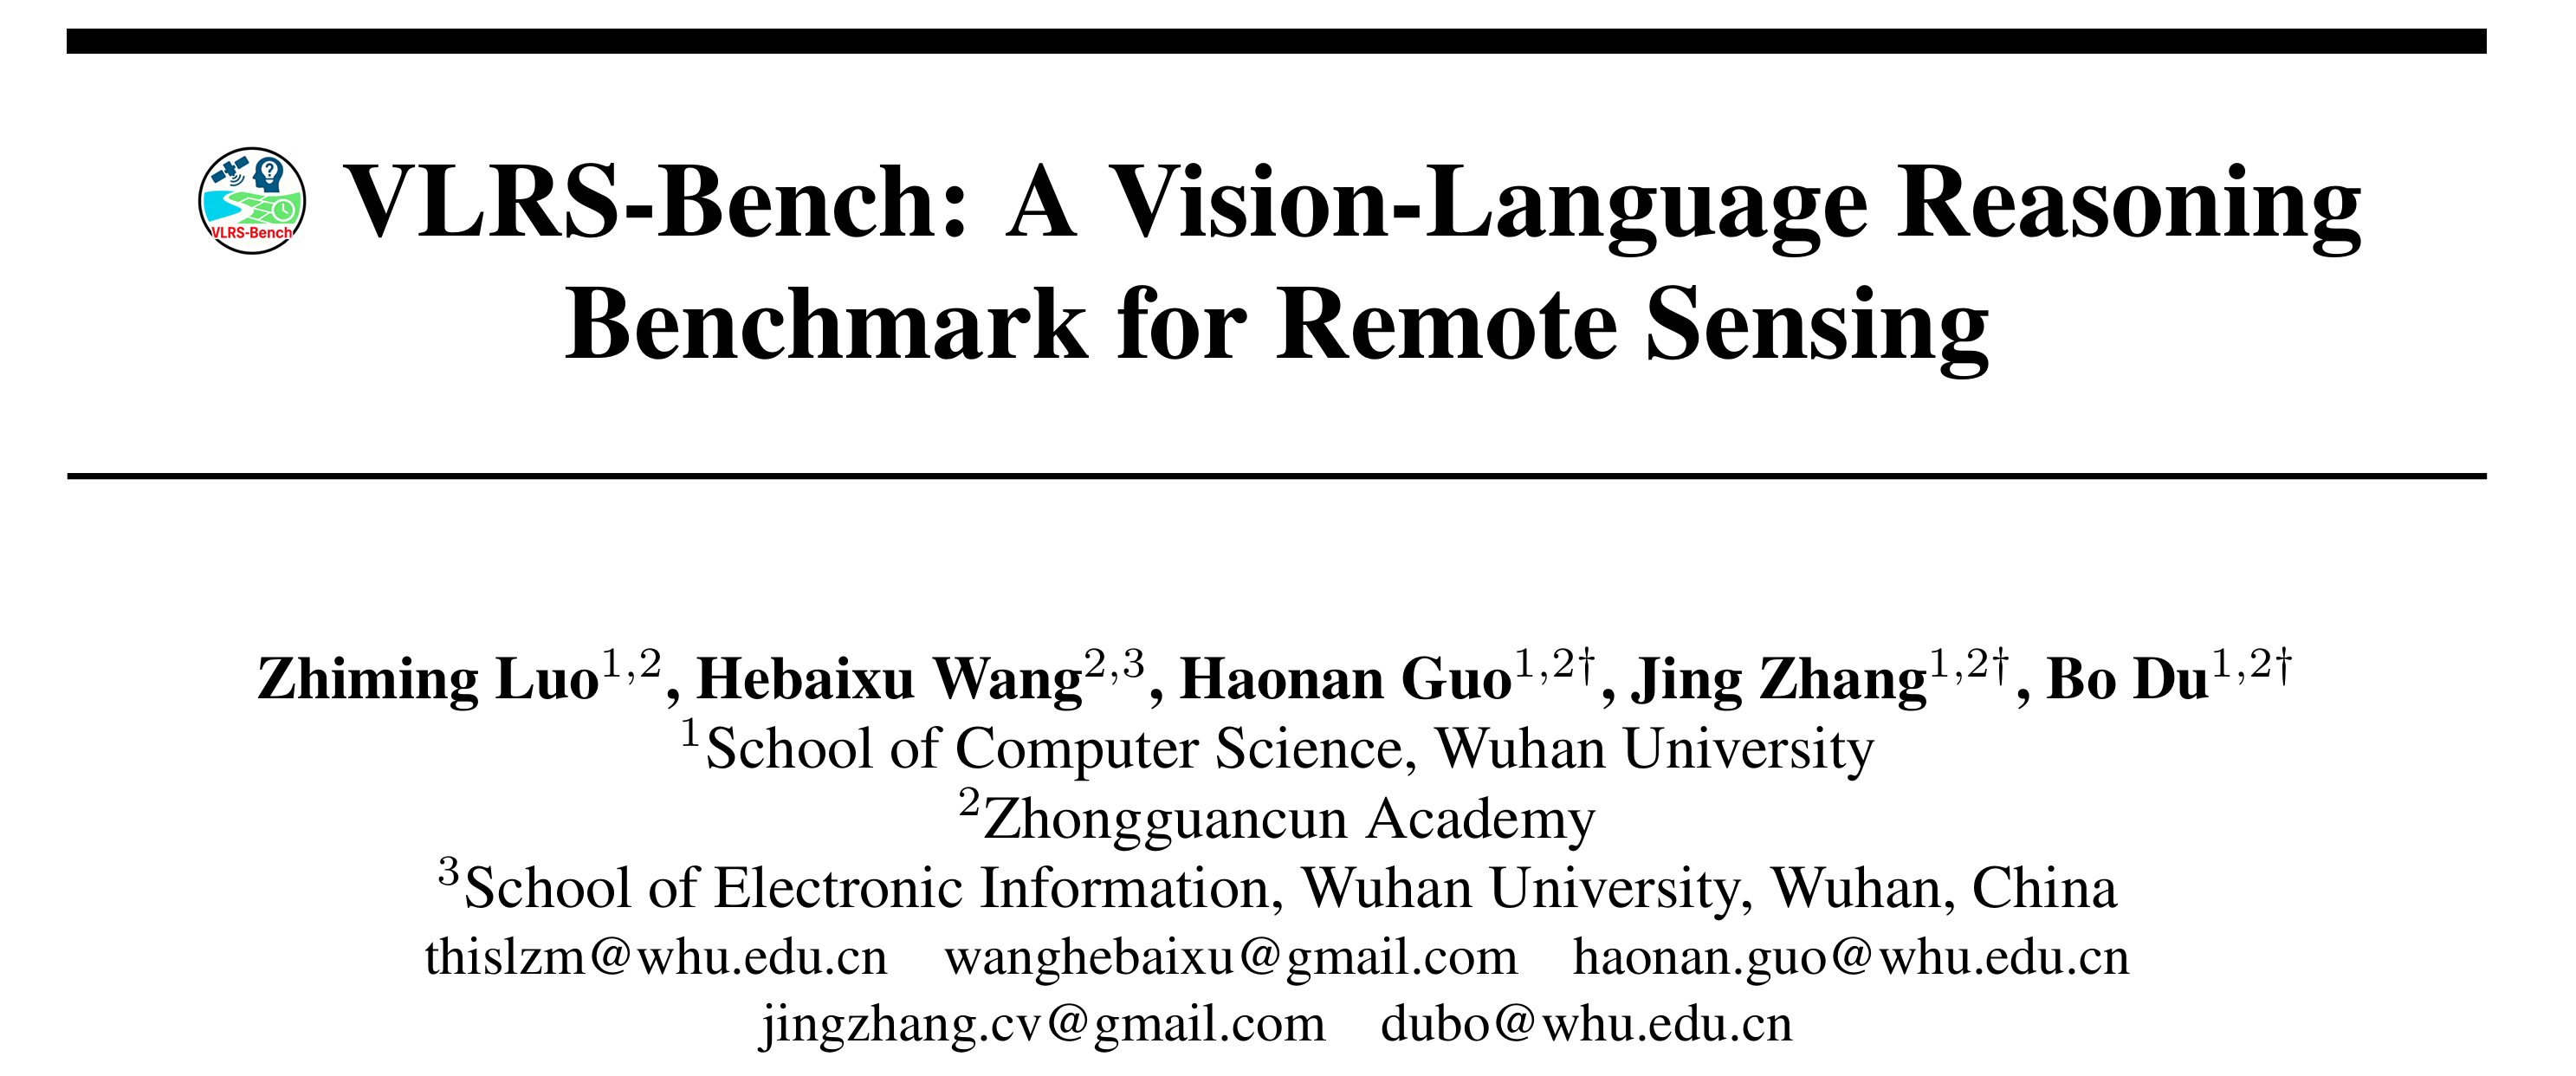 VLRS-Bench
VLRS-Bench: A Vision-Language Reasoning
Benchmark for Remote Sensing
Zhiming Luo1,2, Hebaixu Wang2,3, Haonan Guo1,2†, Jing Zhang1,2†, Bo Du1,2†
1School of Computer Science, Wuhan University
2Zhongguancun Academy
3School of Electronic Information, Wuhan University, Wuhan, China
thislzm@whu.edu.cn wanghebaixu@gmail.com haonan.guo@whu.edu.cn
jingzhang.cv@gmail.com dubo@whu.edu.cn